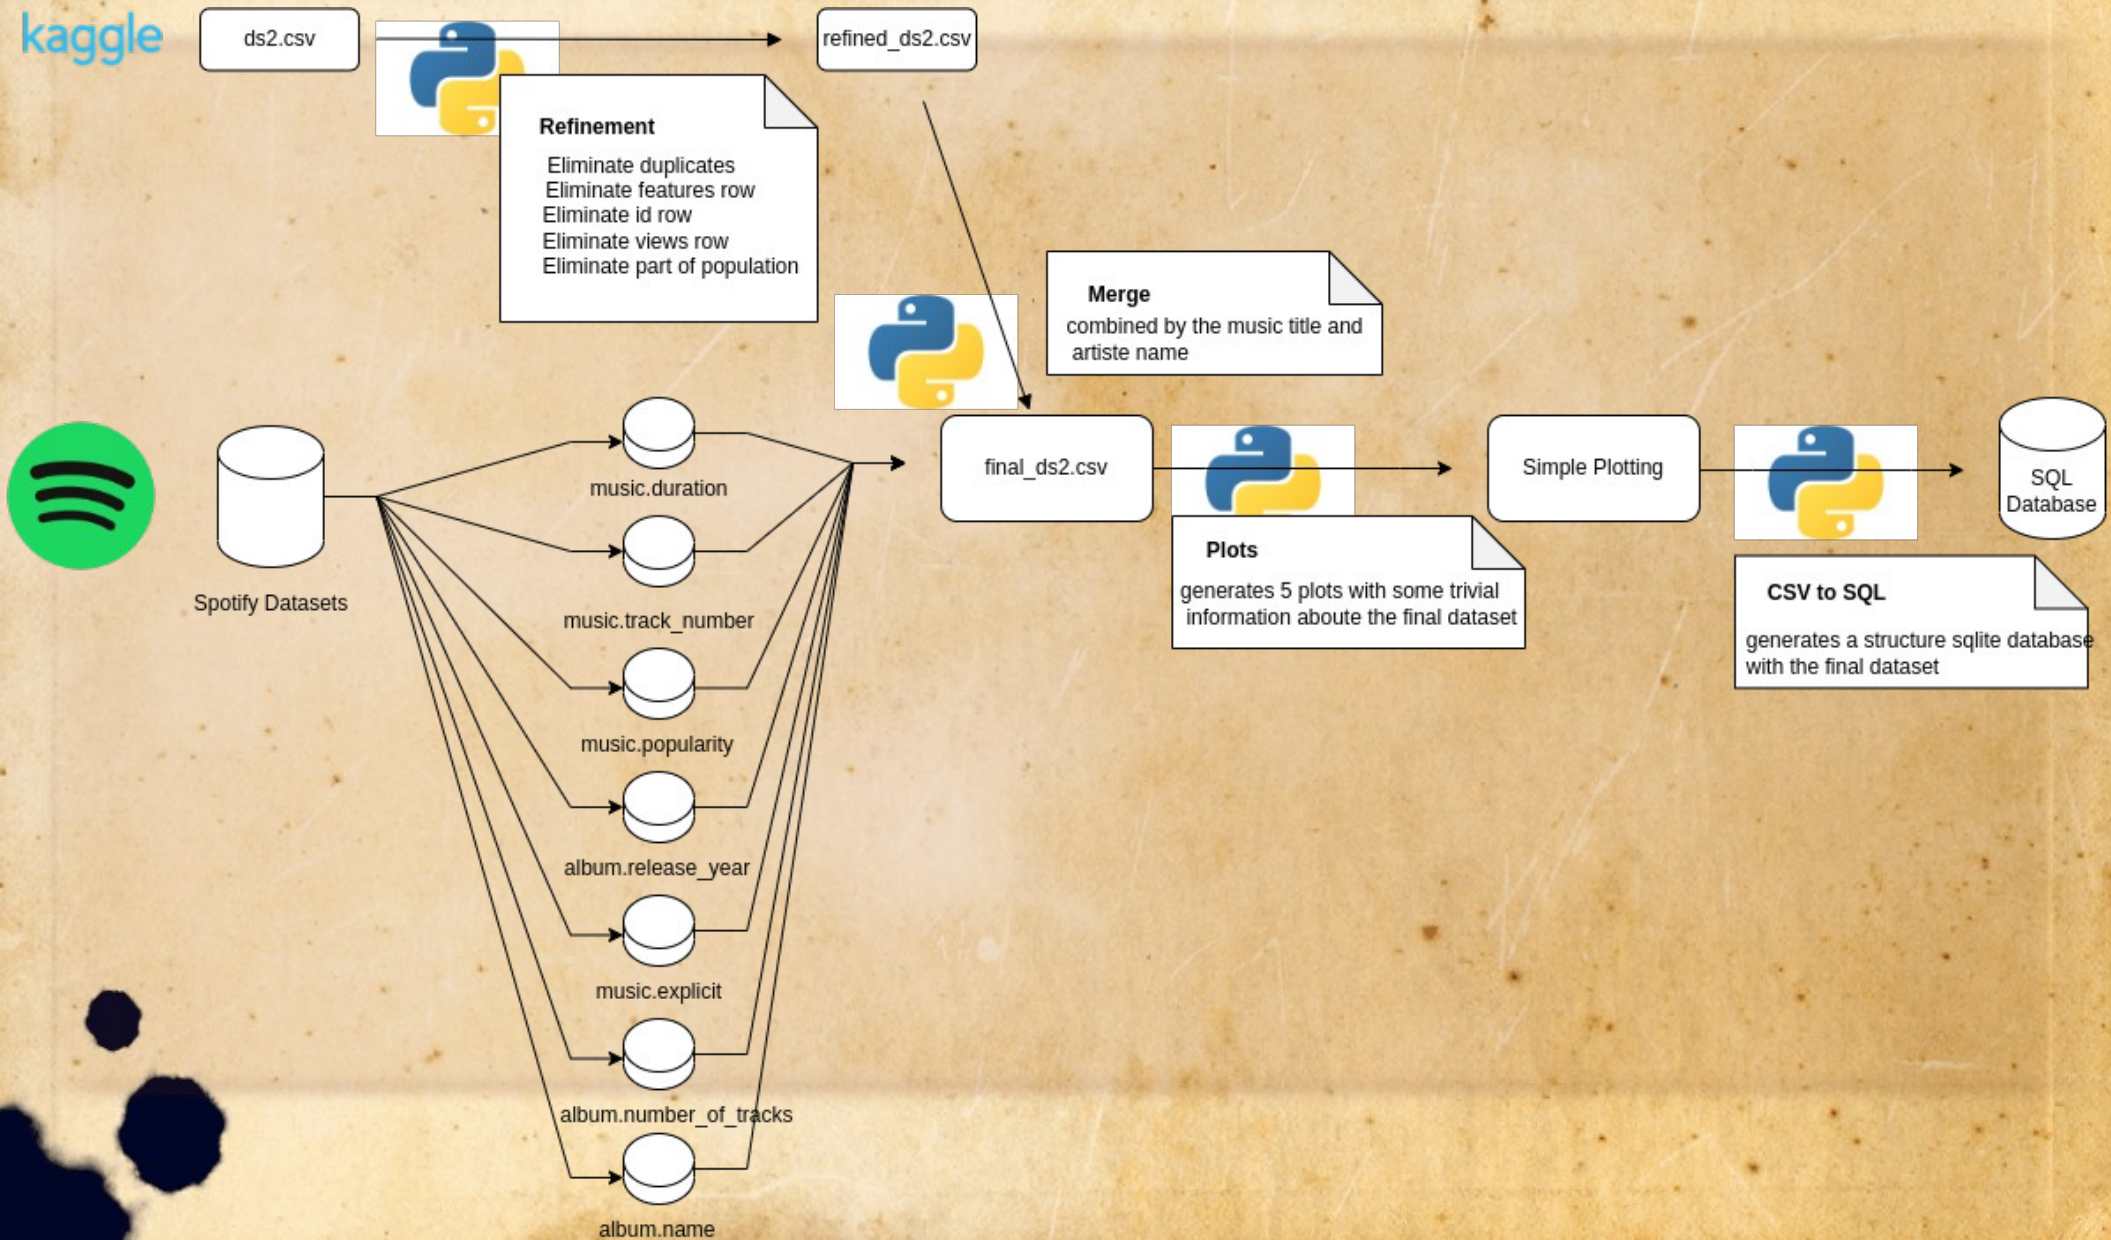 kaggle
ds2.csv
refined_ds2.csv
Refinement
Eliminate duplicates
Eliminate features row
Eliminate id row
Eliminate views row
Eliminate part of population
Merge
combined by the music title and
artiste name
Spotify Datasets
music.duration
music.track_number
music.popularity
album.release_year
music.explicit
album.number_of_tracks
album.name
final_ds2.csv
Plots
generates 5 plots with some trivial
information aboute the final dataset
Simple Plotting
CSV to SQL
generates a structure sqlite database
with the final dataset
SQL
Database